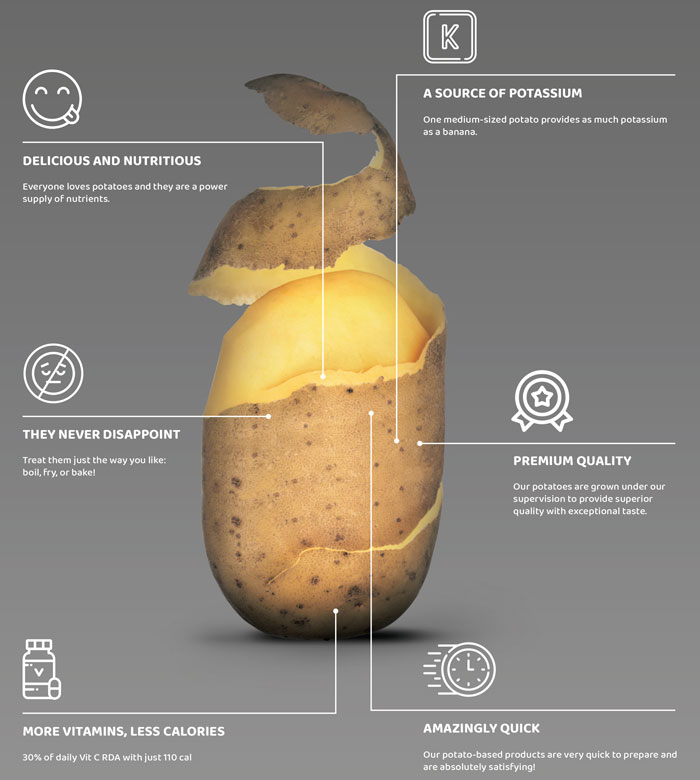 K
A SOURCE OF POTASSIUM
One medium-sized potato provides as much potassium
as a banana.
DELICIOUS AND NUTRITIOUS
Everyone loves potatoes and they are a power
supply of nutrients.
THEY NEVER DISAPPOINT
Treat them just the way you like:
boil, fry, or bake!
PREMIUM QUALITY
Our potatoes are grown under our
supervision to provide superior
quality with exceptional taste.
V
MORE VITAMINS, LESS CALORIES
30% of daily Vit C RDA with just 110 cal
AMAZINGLY QUICK
Our potato-based products are very quick to prepare and
are absolutely satisfying!